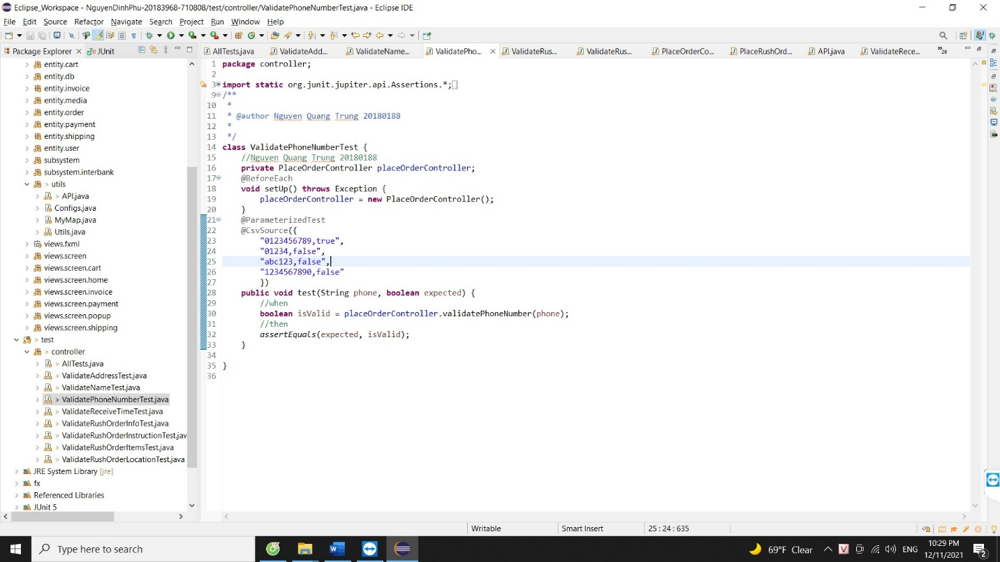 Eclipse_Workspace - NguyenDinhPhu-20183968-710808/test/controller/ValidatePhoneNumberTest.java - Eclipse IDE
File Edit Source Refactor Navigate Search Project Run Window Help
Package Explorer JUnit
AllTests.java ValidateAdd... ValidateName... ValidatePho... ValidateRus... ValidateRus... PlaceOrderCo... PlaceRushOrd... API.java ValidateRece... »26
entity.cart
entity.db
entity.invoice
entity.media
entity.order
entity.payment
entity.shipping
entity.user
subsystem
subsystem.interbank
> utils
> API.java
Configs.java
MyMap.java
Utils.java
views.fxml
views.screen
views.screen.cart
views.screen.home
views.screen.invoice
views.screen.payment
views.screen.popup
views.screen.shipping
> test
> controller
> AllTests.java
> ValidateAddressTest.java
> ValidateNameTest.java
> ValidatePhoneNumberTest.java
> ValidateReceiveTimeTest.java
> ValidateRushOrderInfoTest.java
> ValidateRushOrderInstructionTest.jav
> ValidateRushOrderItemsTest.java
> ValidateRushOrderLocationTest.java
JRE System Library [jre]
fx
Referenced Libraries
JUnit 5
1 package controller;
2
3 import static org.junit.jupiter.api.Assertions.*;
9 /**
10 *
11 * @author Nguyen Quang Trung 20180188
12 *
13 */
14 class ValidatePhoneNumberTest {
15 //Nguyen Quang Trung 20180188
16 private PlaceOrderController placeOrderController;
17 @BeforeEach
18 void setUp() throws Exception {
19 placeOrderController = new PlaceOrderController();
20 }
21 @ParameterizedTest
22 @CsvSource({
23 "0123456789,true",
24 "01234,false",
25 "abc123,false",
26 "1234567890,false"
27 })
28 public void test(String phone, boolean expected) {
29 //when
30 boolean isValid = placeOrderController.validatePhoneNumber(phone);
31 //then
32 assertEquals(expected, isValid);
33 }
34
35 }
36
Writable Smart Insert 25 : 24 : 635
Type here to search
69°F Clear ENG 10:29 PM
12/11/2021
2